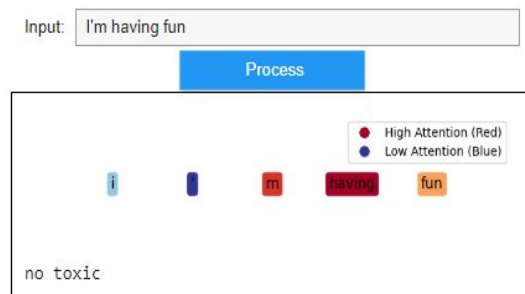 Input: I'm having fun
Process
High Attention (Red)
Low Attention (Blue)
i ' m having fun
no toxic